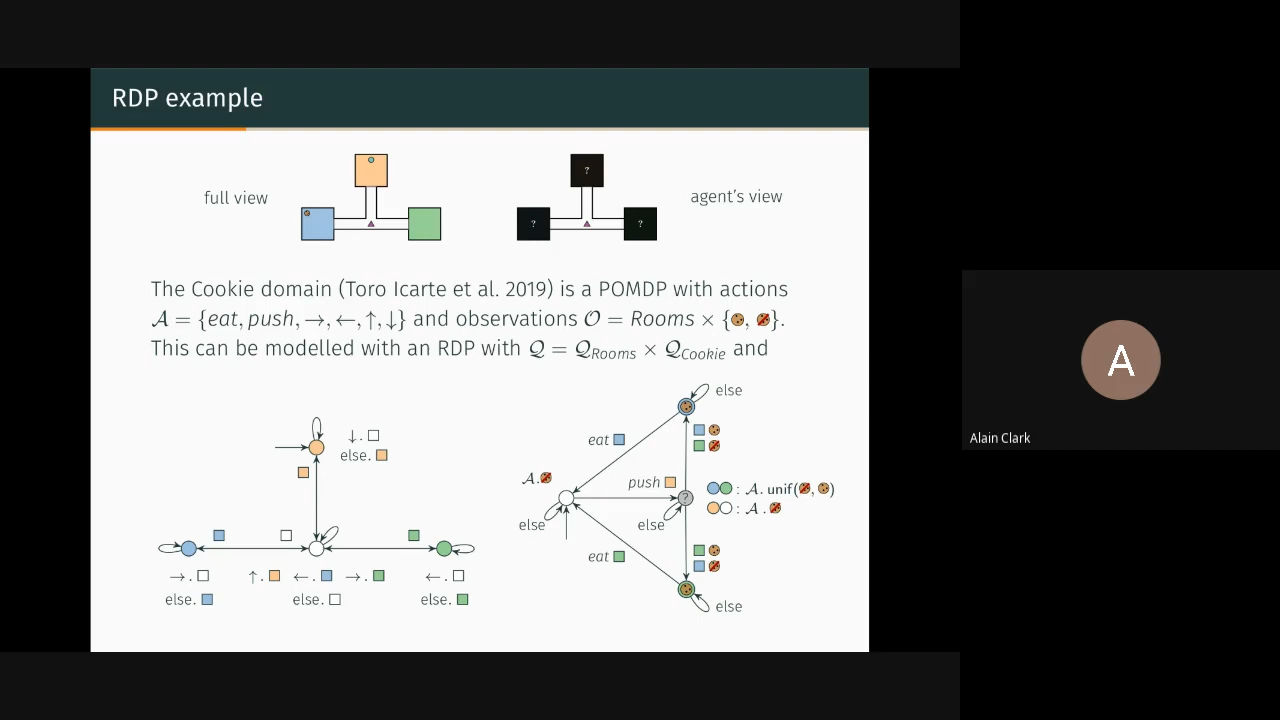 RDP example
full view
?
?
?
agent's view
The Cookie domain (Toro Icarte et al. 2019) is a POMDP with actions
𝒜 = {eat, push, →, ←, ↑, ↓} and observations 𝒪 = Rooms × {🍪, 🍪}.
This can be modelled with an RDP with 𝒬 = 𝒬Rooms × 𝒬Cookie and
↓.
else.
→.
else.
↑.
←.
→.
else.
←.
else.
else
eat
𝒜.
push
?
: 𝒜. unif( , )
: 𝒜.
else
else
eat
else
A
Alain Clark